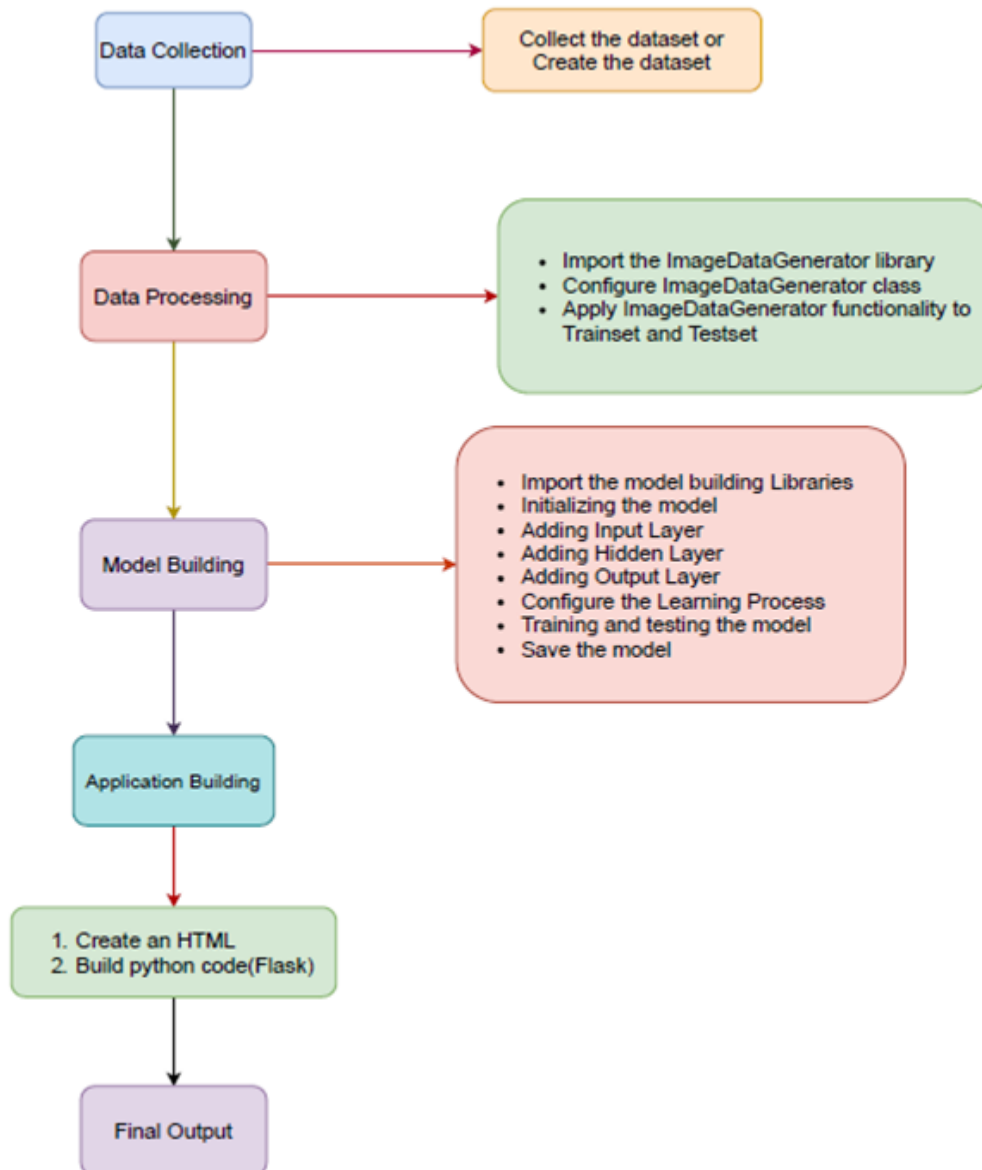 Data Collection
Collect the dataset or
Create the dataset
Data Processing
• Import the ImageDataGenerator library
• Configure ImageDataGenerator class
• Apply ImageDataGenerator functionality to
Trainset and Testset
Model Building
• Import the model building Libraries
• Initializing the model
• Adding Input Layer
• Adding Hidden Layer
• Adding Output Layer
• Configure the Learning Process
• Training and testing the model
• Save the model
Application Building
1. Create an HTML
2. Build python code(Flask)
Final Output